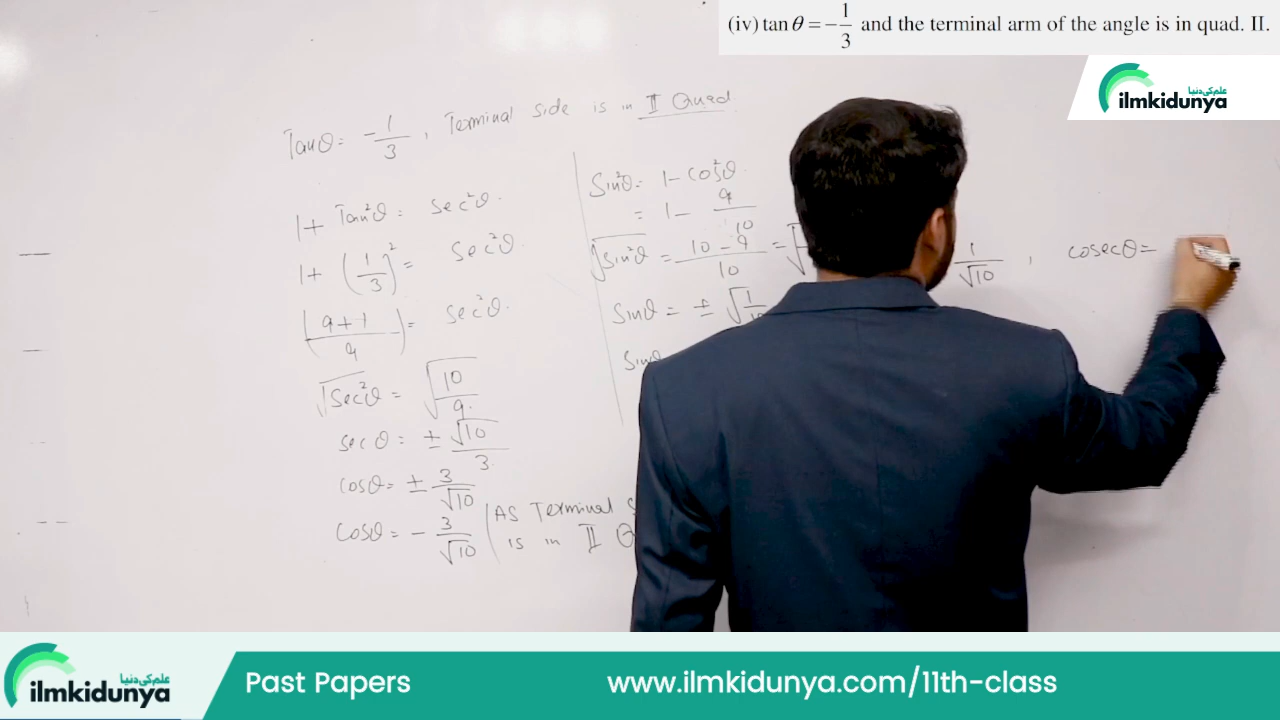 (iv) tan θ = -1/3 and the terminal arm of the angle is in quad. II.
علم کی دنیا
ilmkidunya
Tanθ = -1/3 , Terminal side is in II Quad
1 + Tan²θ = Sec²θ
1 + (1/3)² = Sec²θ
(9+1/9) = Sec²θ
√Sec²θ = √10/9
sec θ = ± √10/3
cosθ = ± 3/√10
Cosθ = - 3/√10 | AS Terminal
is in II Q
Sin²θ = 1 - Cos²θ
= 1 - 9/10
√Sin²θ = 10-9/10 = √
Sinθ = ± √1/
Sinθ
1/√10 , cosecθ =
علم کی دنیا
ilmkidunya
Past Papers
www.ilmkidunya.com/11th-class